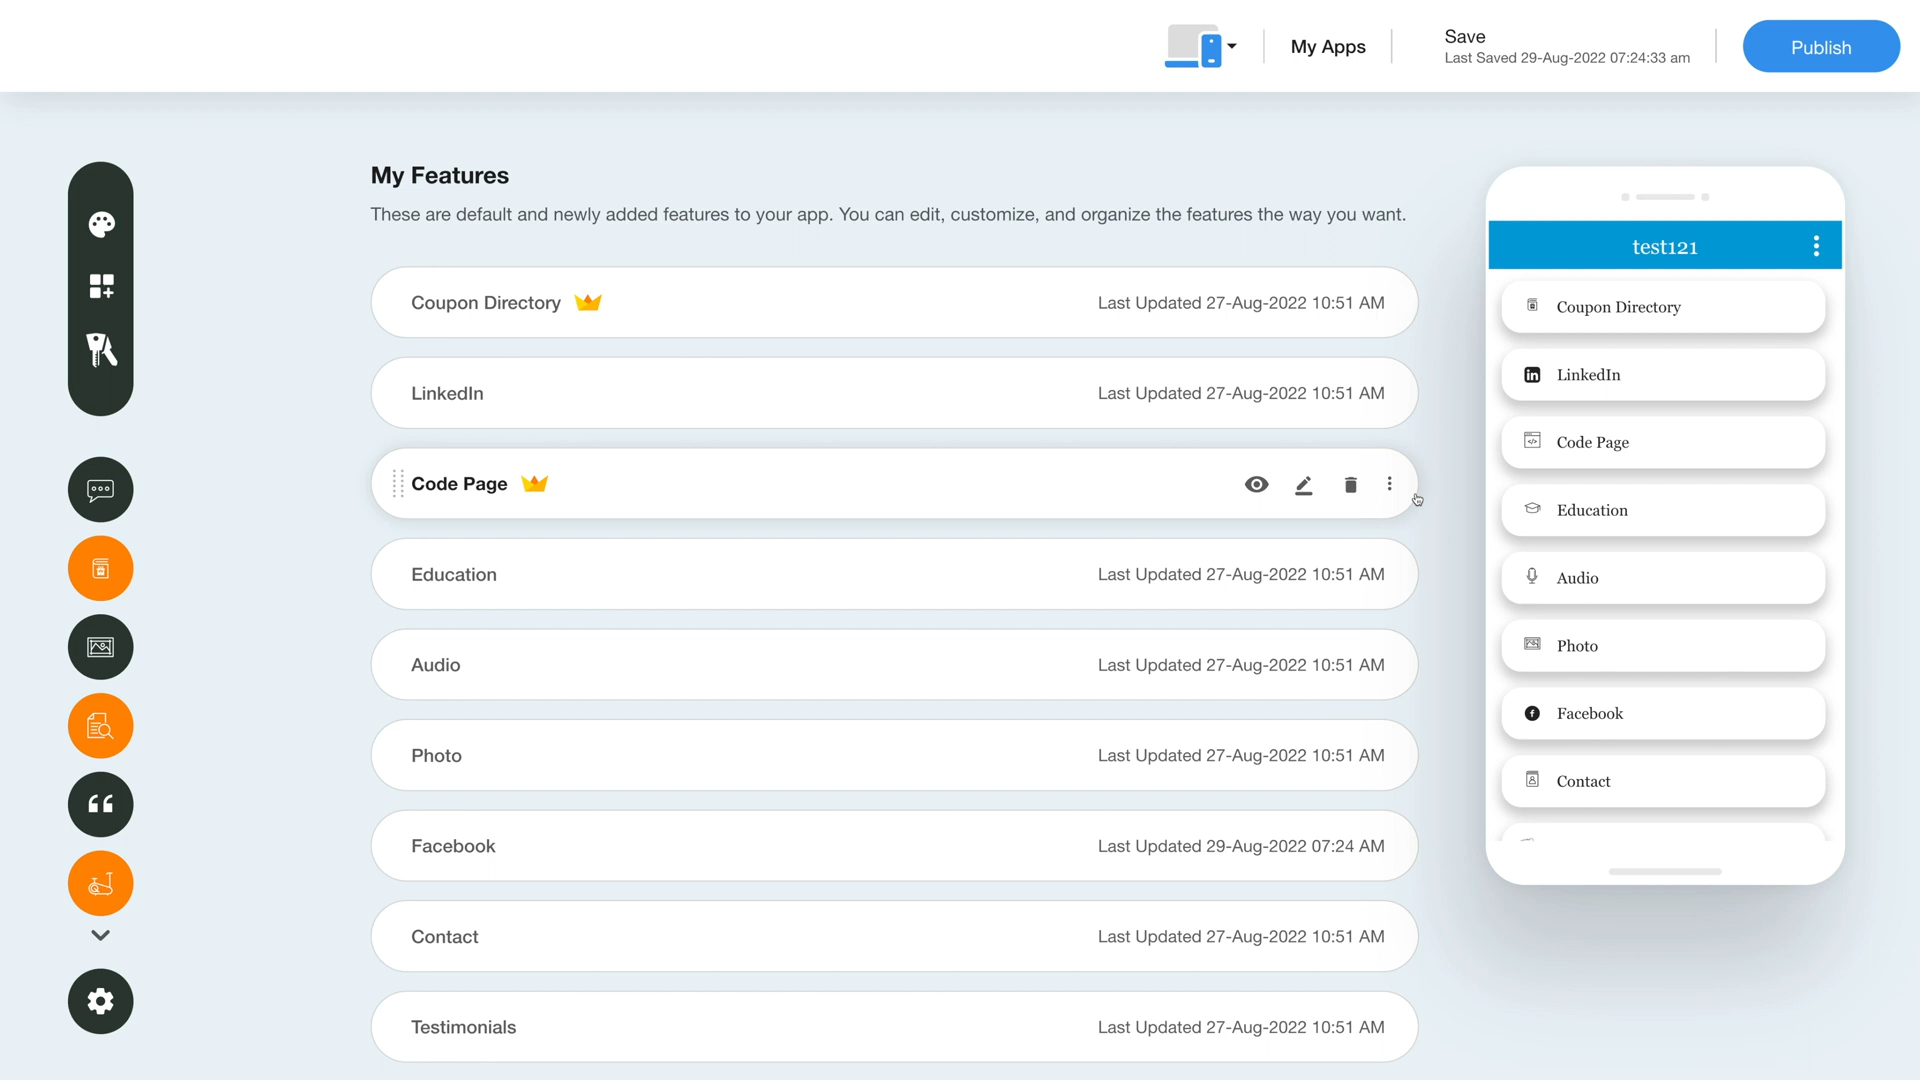 My Apps
Save
Last Saved 29-Aug-2022 07:24:33 am
Publish
My Features
These are default and newly added features to your app. You can edit, customize, and organize the features the way you want.
Coupon Directory
Last Updated 27-Aug-2022 10:51 AM
LinkedIn
Last Updated 27-Aug-2022 10:51 AM
Code Page
Education
Last Updated 27-Aug-2022 10:51 AM
Audio
Last Updated 27-Aug-2022 10:51 AM
Photo
Last Updated 27-Aug-2022 10:51 AM
Facebook
Last Updated 29-Aug-2022 07:24 AM
Contact
Last Updated 27-Aug-2022 10:51 AM
Testimonials
Last Updated 27-Aug-2022 10:51 AM
test121
Coupon Directory
LinkedIn
Code Page
Education
Audio
Photo
Facebook
Contact